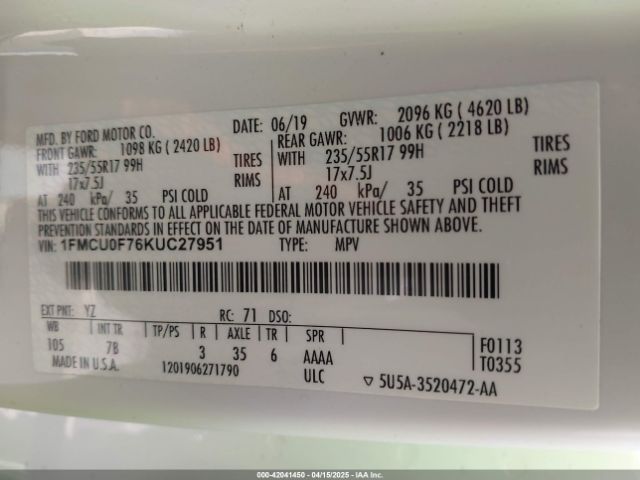 MFD. BY FORD MOTOR CO. DATE: 06/19 GVWR: 2096 KG ( 4620 LB)
FRONT GAWR: 1098 KG ( 2420 LB) REAR GAWR: 1006 KG ( 2218 LB)
WITH 235/55R17 99H TIRES WITH 235/55R17 99H TIRES
17x7.5J RIMS 17x7.5J RIMS
AT 240 kPa/ 35 PSI COLD AT 240 kPa/ 35 PSI COLD
THIS VEHICLE CONFORMS TO ALL APPLICABLE FEDERAL MOTOR VEHICLE SAFETY AND THEFT
PREVENTION STANDARDS IN EFFECT ON THE DATE OF MANUFACTURE SHOWN ABOVE.
VIN: 1FMCU0F76KUC27951 TYPE: MPV
EXT PNT: YZ RC: 71 DSO:
WB INT TR TP/PS R AXLE TR SPR F0113
105 7B 3 35 6 AAAA T0355
MADE IN U.S.A. 1201906271790 ULC 5U5A-3520472-AA
000-42041450 - 04/15/2025 - IAA Inc.